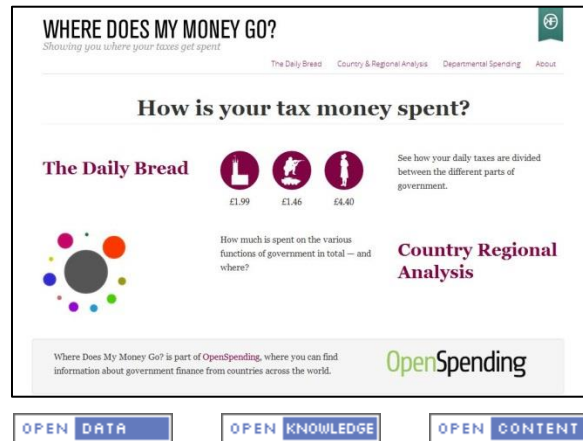 WHERE DOES MY MONEY GO?
Showing you where your taxes get spent
The Daily Bread Country & Regional Analysis Departmental Spending About
How is your tax money spent?
The Daily Bread
£1.99 £1.46 £4.40
See how your daily taxes are divided
between the different parts of
government.
How much is spent on the various
functions of government in total — and
where?
Country Regional
Analysis
Where Does My Money Go? is part of OpenSpending, where you can find
information about government finance from countries across the world.
OpenSpending
OPEN DATA
OPEN KNOWLEDGE
OPEN CONTENT